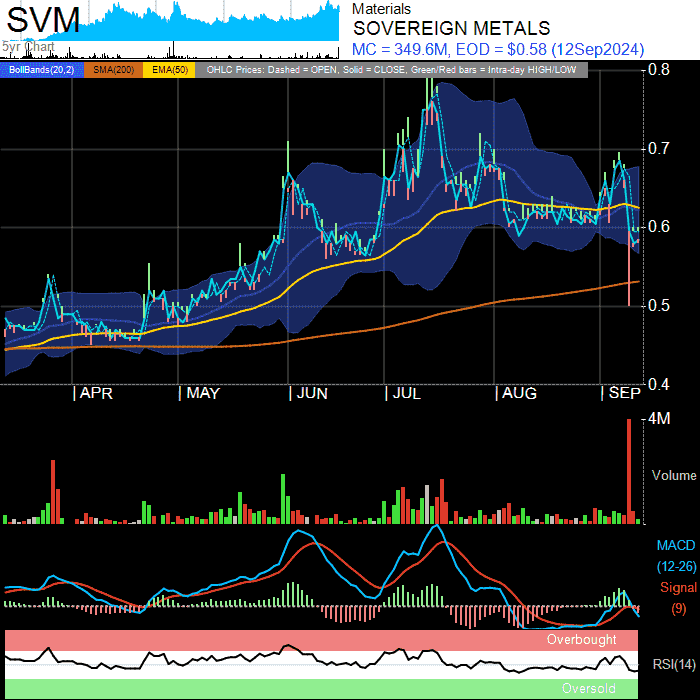 SVM
5yr Chart
Materials
SOVEREIGN METALS
MC = 349.6M, EOD = $0.58 (12Sep2024)
BollBands(20,2) SMA(200) EMA(50) OHLC Prices: Dashed = OPEN, Solid = CLOSE, Green/Red bars = Intra-day HIGH/LOW
0.8
0.7
0.6
0.5
0.4
APR MAY JUN JUL AUG SEP
4M
Volume
MACD
(12-26)
Signal
(9)
Overbought
RSI(14)
Oversold